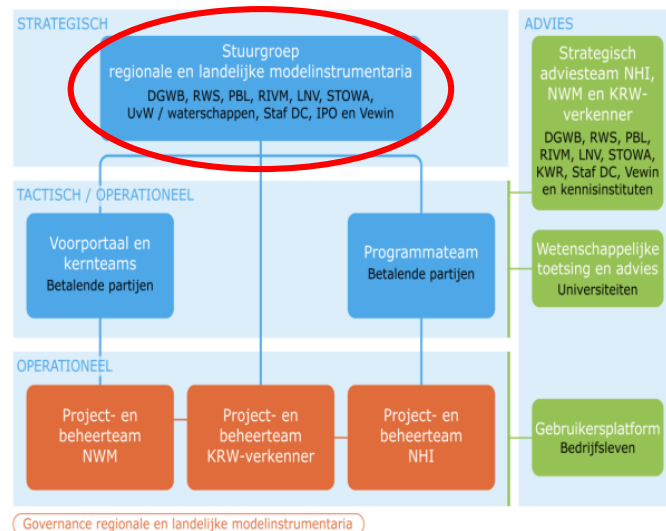 STRATEGISCH
Stuurgroep
regionale en landelijke modelinstrumentaria
DGWB, RWS, PBL, RIVM, LNV, STOWA,
UvW / waterschappen, Staf DC, IPO en Vewin
TACTISCH / OPERATIONEEL
Voorportaal en
kernteams
Betalende partijen
Programmateam
Betalende partijen
OPERATIONEEL
Project- en
beheerteam
NWM
Project- en
beheerteam
KRW-verkenner
Project- en
beheerteam
NHI
ADVIES
Strategisch
adviesteam NHI,
NWM en KRW-
verkenner
DGWB, RWS, PBL,
RIVM, LNV, STOWA,
KWR, Staf DC, Vewin
en kennisinstituten
Wetenschappelijke
toetsing en advies
Universiteiten
Gebruikersplatform
Bedrijfsleven
Governance regionale en landelijke modelinstrumentaria